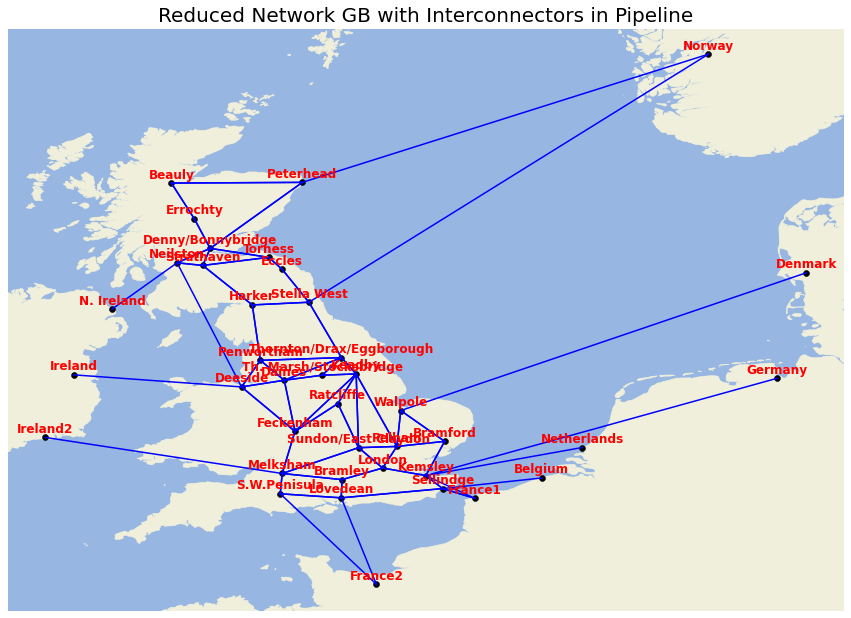 Reduced Network GB with Interconnectors in Pipeline
Norway
Beauly
Peterhead
Errochty
Denny/Bonnybridge
Torness
Neilston
Strathaven
Eccles
Denmark
Harker
Stella West
N. Ireland
Thornton/Drax/Eggborough
Penwortham
Th. Marsh/Stocksbridge
Keadby
Ireland
Deeside
Daines
Germany
Ratcliffe
Walpole
Feckenham
Ireland2
Sundon/East Claydon
Pelham
Bramford
Netherlands
London
Melksham
Bramley
Kemsley
Belgium
S.W.Penisula
Lovedean
Sellindge
France1
France2